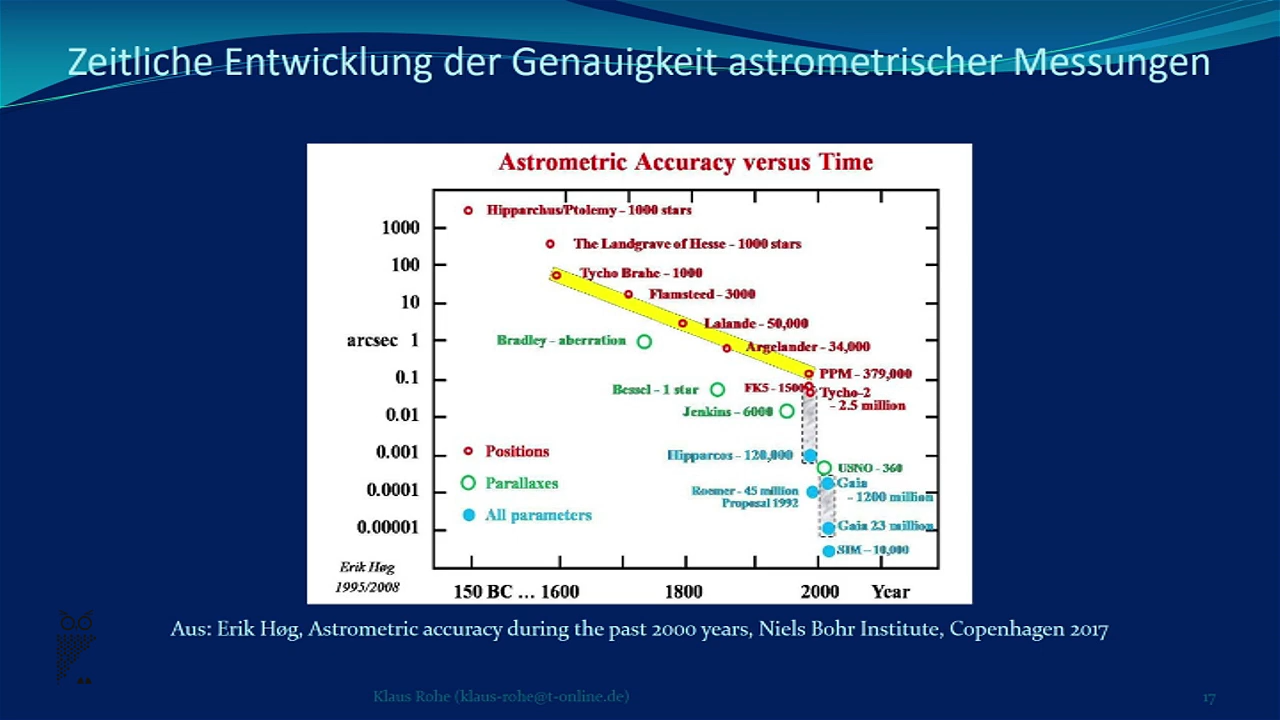 Zeitliche Entwicklung der Genauigkeit astrometrischer Messungen
Astrometric Accuracy versus Time
Hipparchus/Ptolemy - 1000 stars
1000
The Landgrave of Hesse - 1000 stars
100
Tycho Brahe - 1000
Flamsteed - 3000
10
Lalande - 50,000
arcsec 1
Bradley - aberration
Argelander - 34,000
PPM - 379,000
0.1
Bessel - 1 star
FK5 - 1500
Tycho-2
- 2.5 million
Jenkins - 6000
0.01
0.001
Positions
Hipparcos - 120,000
USNO - 360
Parallaxes
Gaia
- 1200 million
0.0001
Roemer - 45 million
Proposal 1992
All parameters
0.00001
Gaia 23 million
SIM - 10,000
Erik Høg
1995/2008
150 BC ... 1600 1800 2000 Year
Aus: Erik Høg, Astrometric accuracy during the past 2000 years, Niels Bohr Institute, Copenhagen 2017
Klaus Rohe (klaus-rohe@t-online.de)
17